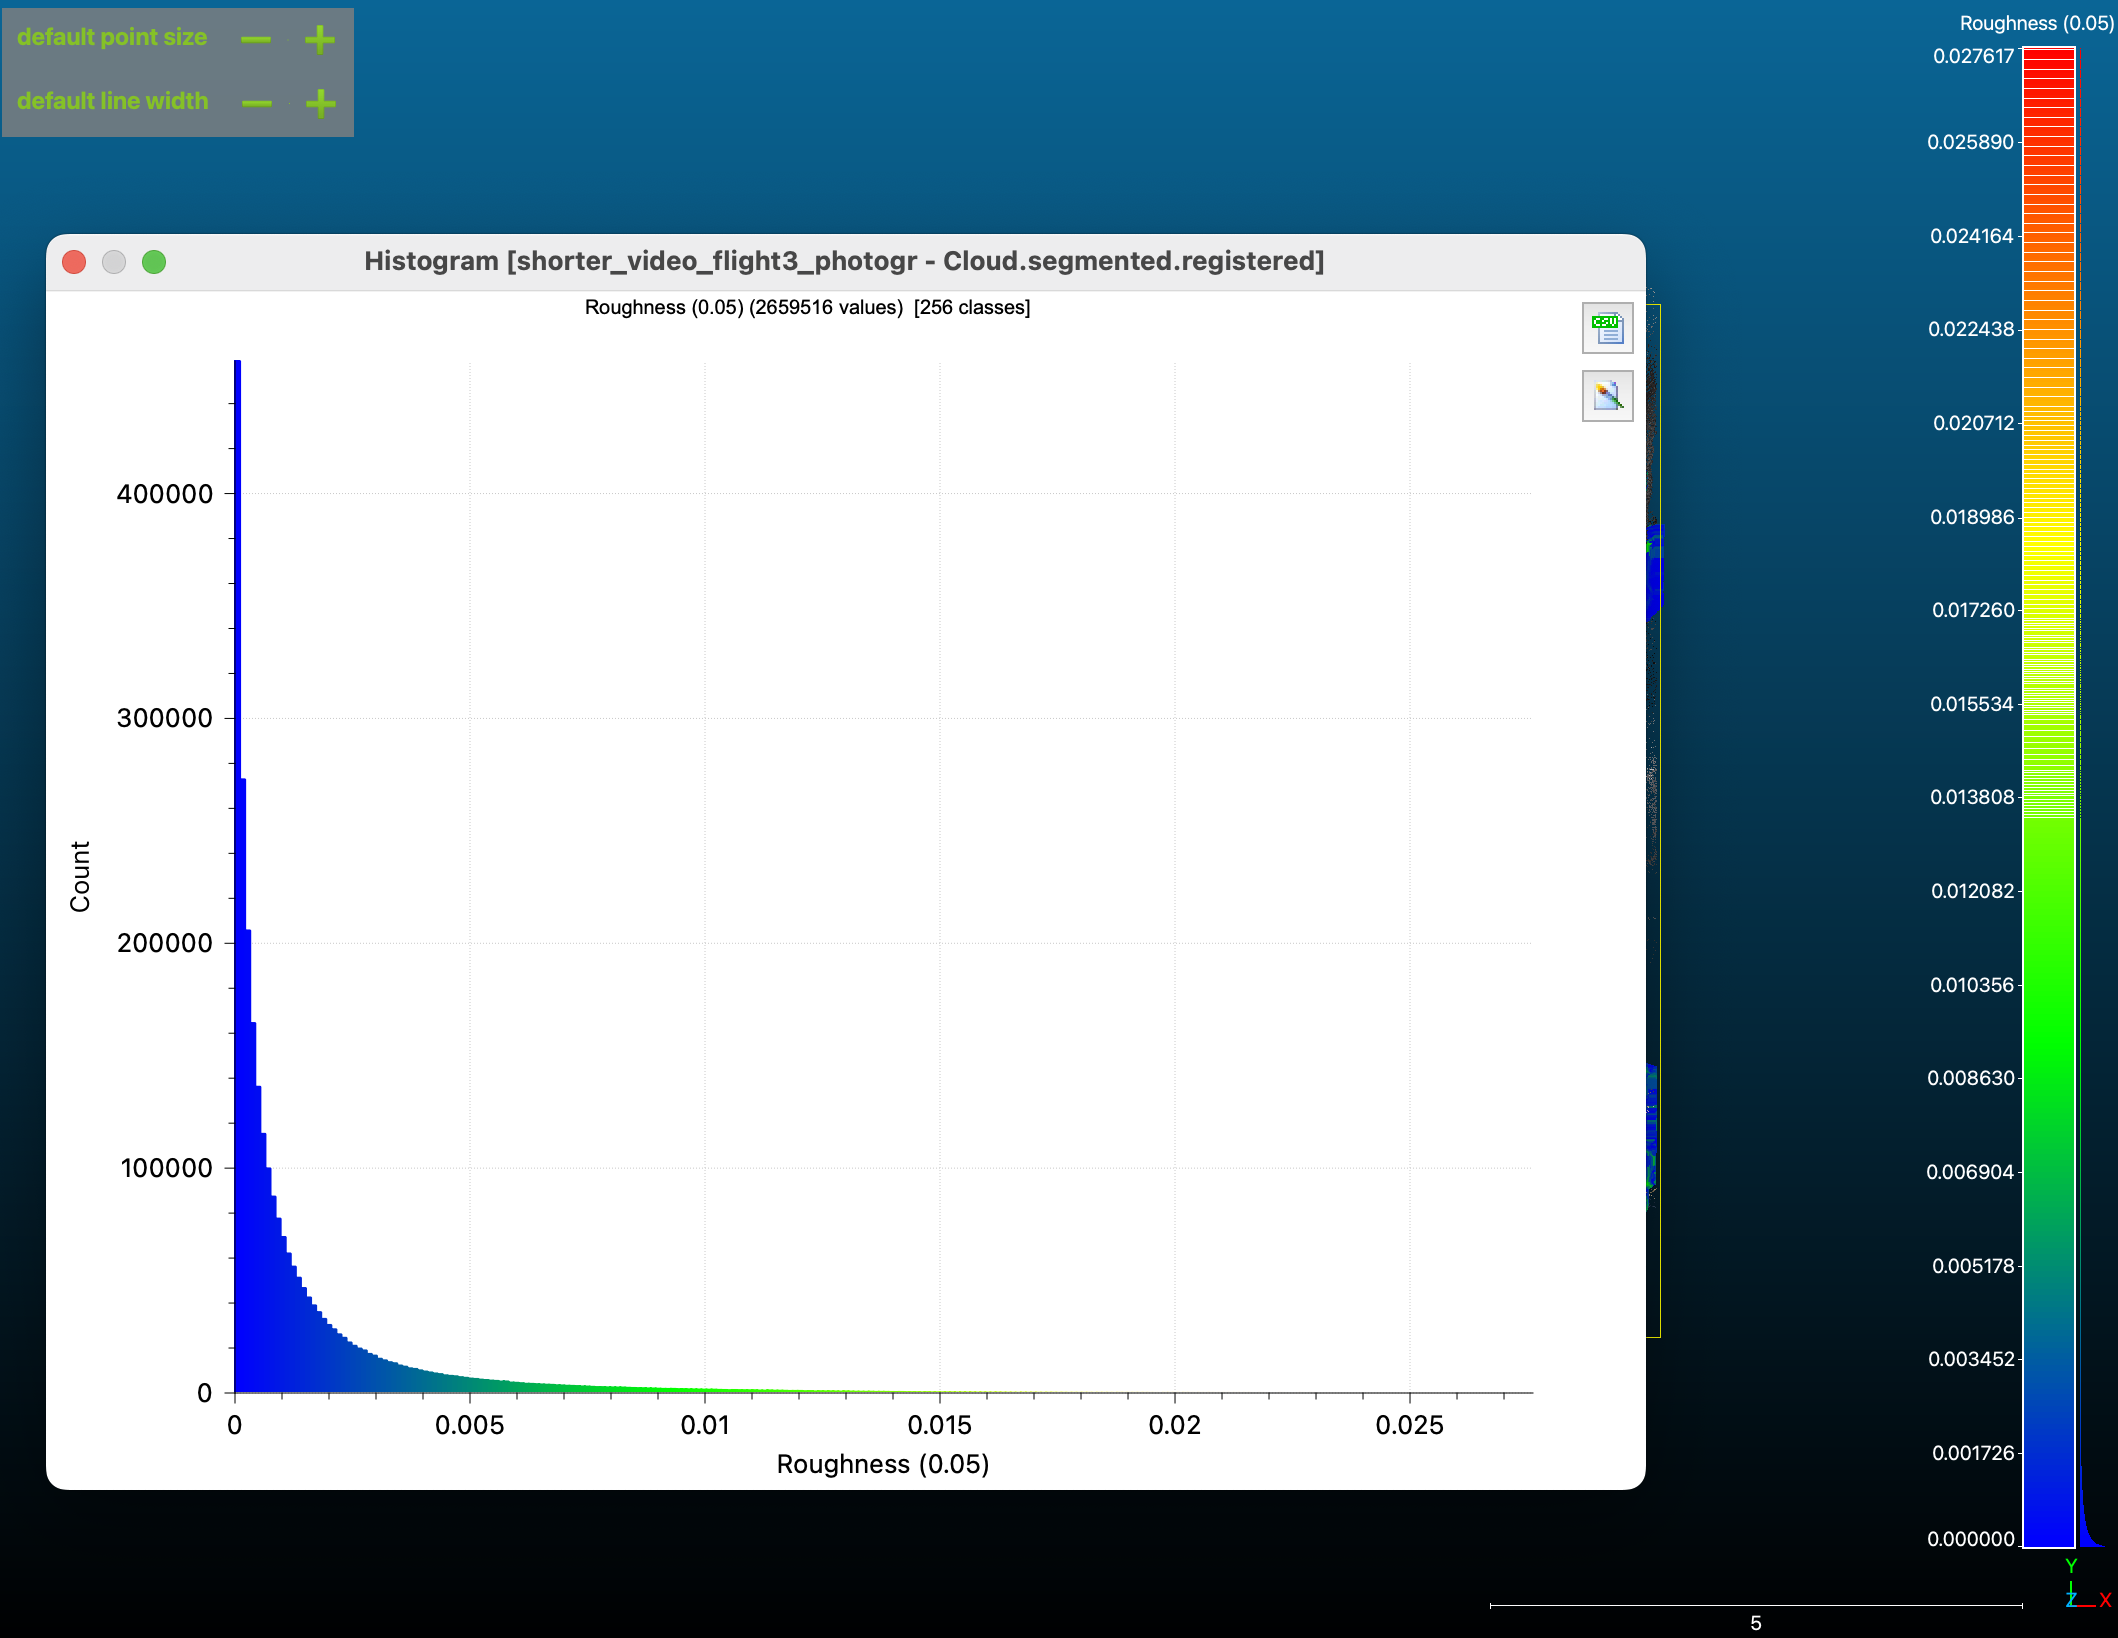 default point size
default line width
Roughness (0.05)
0.027617
0.025890
0.024164
0.022438
0.020712
0.018986
0.017260
0.015534
0.013808
0.012082
0.010356
0.008630
0.006904
0.005178
0.003452
0.001726
0.000000
Histogram [shorter_video_flight3_photogr - Cloud.segmented.registered]
Roughness (0.05) (2659516 values) [256 classes]
CSV
400000
300000
200000
100000
0
Count
0 0.005 0.01 0.015 0.02 0.025
Roughness (0.05)
Y
Z X
5